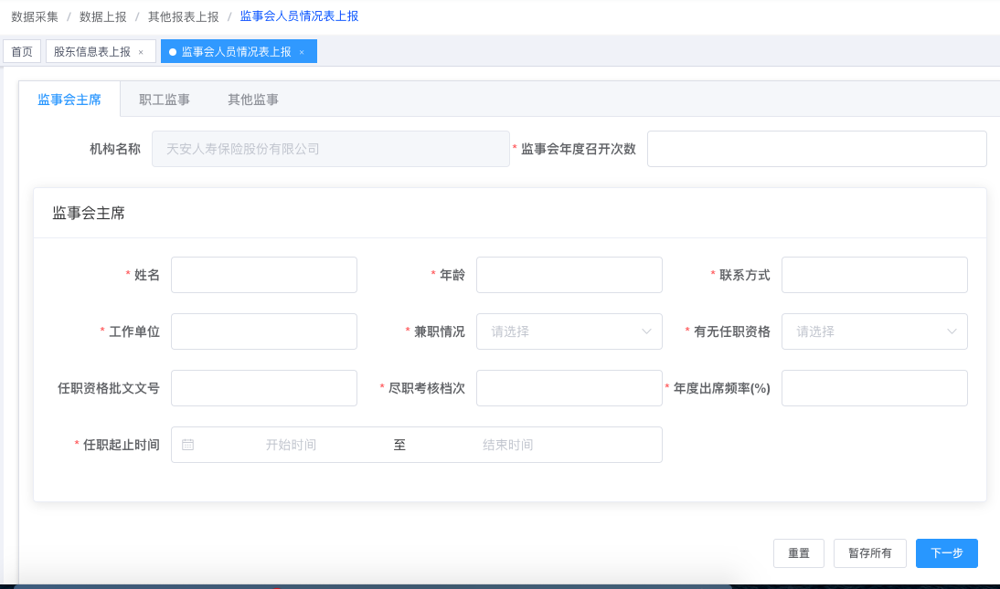 数据采集 / 数据上报 / 其他报表上报 / 监事会人员情况表上报
首页 股东信息表上报 × 监事会人员情况表上报 ×
监事会主席 职工监事 其他监事
机构名称 天安人寿保险股份有限公司 * 监事会年度召开次数
监事会主席
* 姓名 * 年龄 * 联系方式
* 工作单位 * 兼职情况 请选择 * 有无任职资格 请选择
任职资格批文文号 * 尽职考核档次 * 年度出席频率(%)
* 任职起止时间 开始时间 至 结束时间
重置 暂存所有 下一步